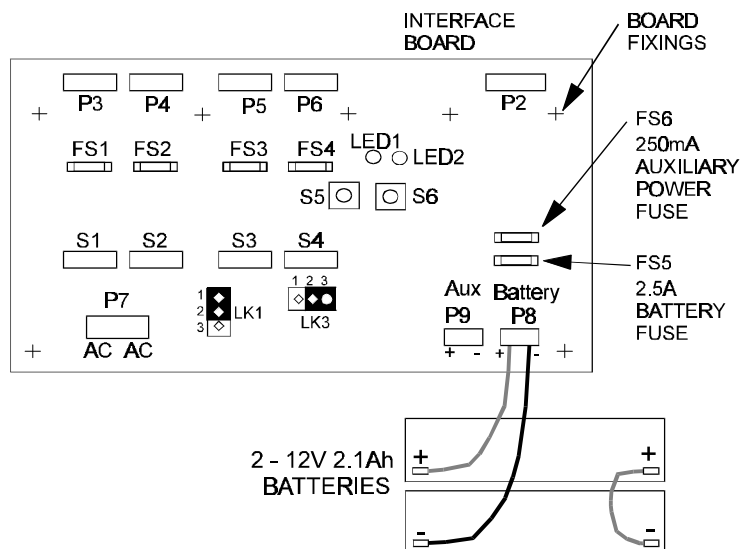 INTERFACE
BOARD
BOARD
FIXINGS
P3 P4 P5 P6 P2
FS1 FS2 FS3 FS4
LED1
LED2
S5 S6
FS6
250mA
AUXILIARY
POWER
FUSE
S1 S2 S3 S4
FS5
2.5A
BATTERY
FUSE
P7
AC AC
1
2
3
LK1
1 2 3
LK3
Aux Battery
P9 P8
+ - + -
2 - 12V 2.1Ah
BATTERIES
+ +
- -